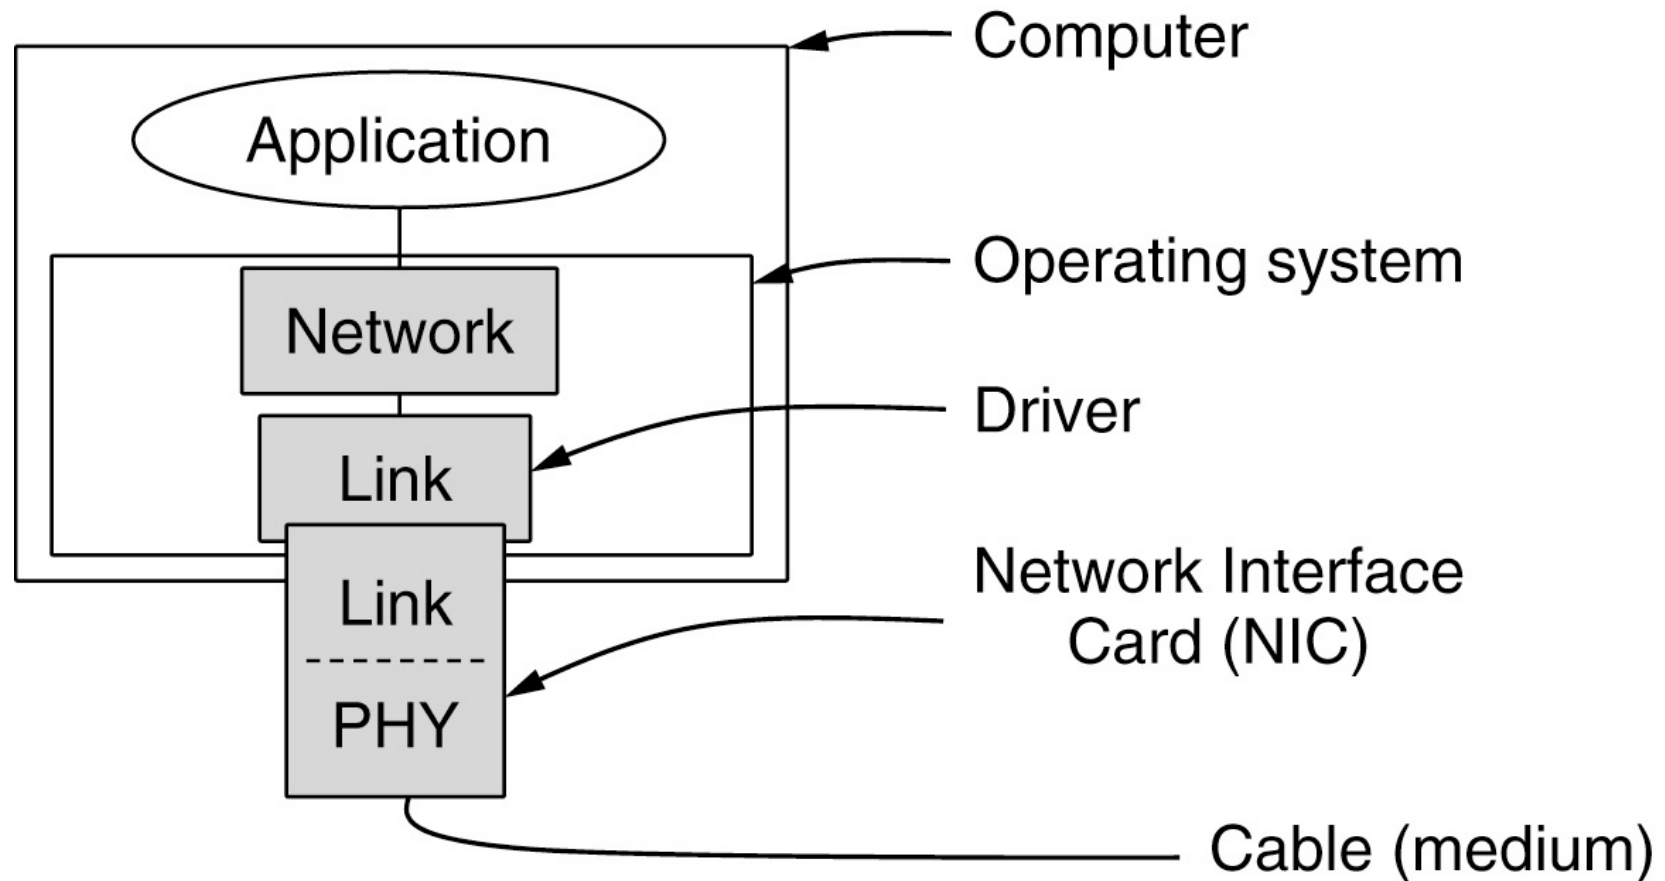 Computer
Application
Operating system
Network
Driver
Link
Network Interface
Card (NIC)
Link
PHY
Cable (medium)